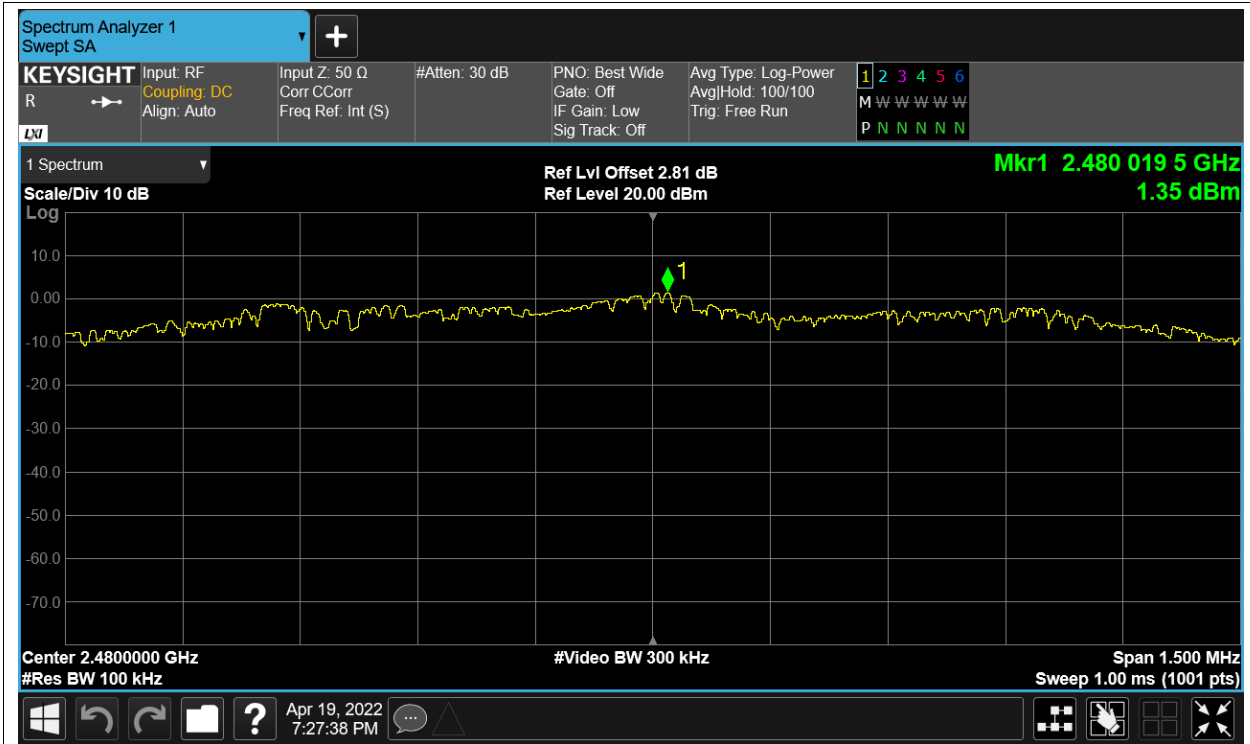 Spectrum Analyzer 1
Swept SA
KEYSIGHT
R
LXI
Input: RF
Coupling: DC
Align: Auto
Input Z: 50 Ω
Corr CCorr
Freq Ref: Int (S)
#Atten: 30 dB
PNO: Best Wide
Gate: Off
IF Gain: Low
Sig Track: Off
Avg Type: Log-Power
Avg|Hold: 100/100
Trig: Free Run
1 2 3 4 5 6
M W W W W W
P N N N N N
1 Spectrum
Scale/Div 10 dB
Log
Ref Lvl Offset 2.81 dB
Ref Level 20.00 dBm
Mkr1 2.480 019 5 GHz
1.35 dBm
1
10.0
0.00
-10.0
-20.0
-30.0
-40.0
-50.0
-60.0
-70.0
Center 2.4800000 GHz
#Res BW 100 kHz
#Video BW 300 kHz
Span 1.500 MHz
Sweep 1.00 ms (1001 pts)
?
Apr 19, 2022
7:27:38 PM